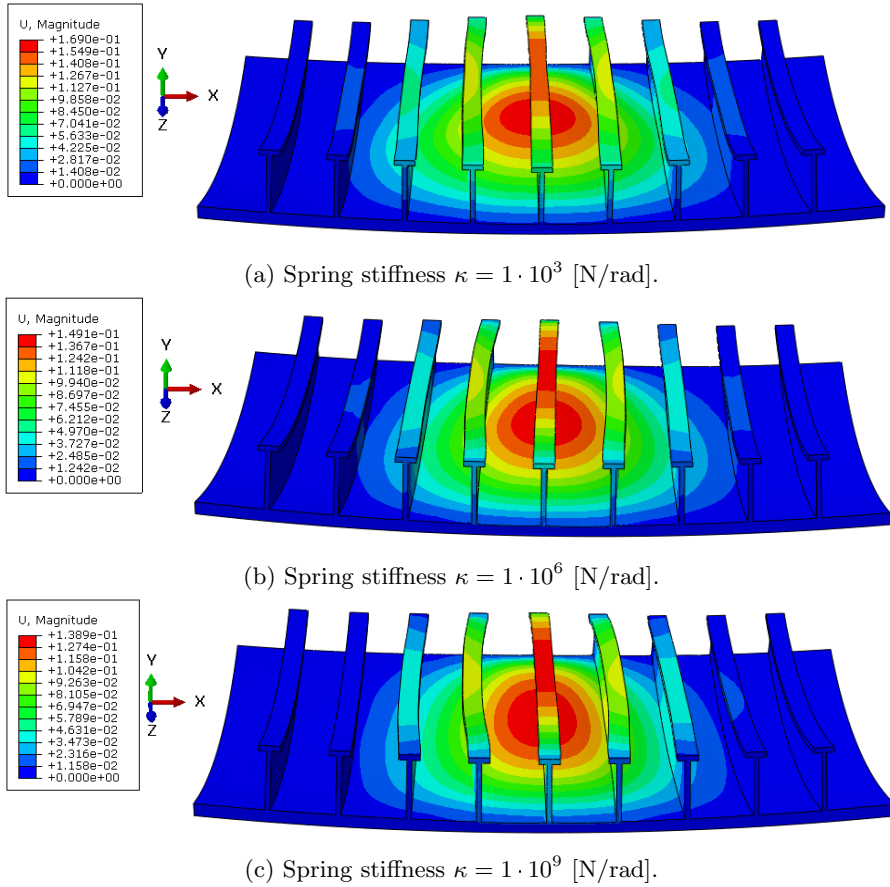 U, Magnitude
+1.690e-01
+1.549e-01
+1.408e-01
+1.267e-01
+1.127e-01
+9.858e-02
+8.450e-02
+7.041e-02
+5.633e-02
+4.225e-02
+2.817e-02
+1.408e-02
+0.000e+00
Y
X
Z
(a) Spring stiffness κ = 1 · 10³ [N/rad].
U, Magnitude
+1.491e-01
+1.367e-01
+1.242e-01
+1.118e-01
+9.940e-02
+8.697e-02
+7.455e-02
+6.212e-02
+4.970e-02
+3.727e-02
+2.485e-02
+1.242e-02
+0.000e+00
Y
X
Z
(b) Spring stiffness κ = 1 · 10⁶ [N/rad].
U, Magnitude
+1.389e-01
+1.274e-01
+1.158e-01
+1.042e-01
+9.263e-02
+8.105e-02
+6.947e-02
+5.789e-02
+4.631e-02
+3.473e-02
+2.316e-02
+1.158e-02
+0.000e+00
Y
X
Z
(c) Spring stiffness κ = 1 · 10⁹ [N/rad].